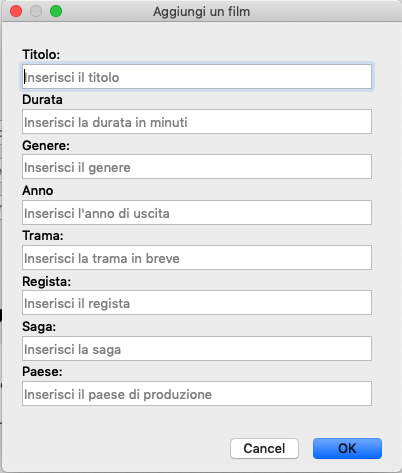 Aggiungi un film
Titolo:
Inserisci il titolo
Durata
Inserisci la durata in minuti
Genere:
Inserisci il genere
Anno
Inserisci l'anno di uscita
Trama:
Inserisci la trama in breve
Regista:
Inserisci il regista
Saga:
Inserisci la saga
Paese:
Inserisci il paese di produzione
Cancel OK